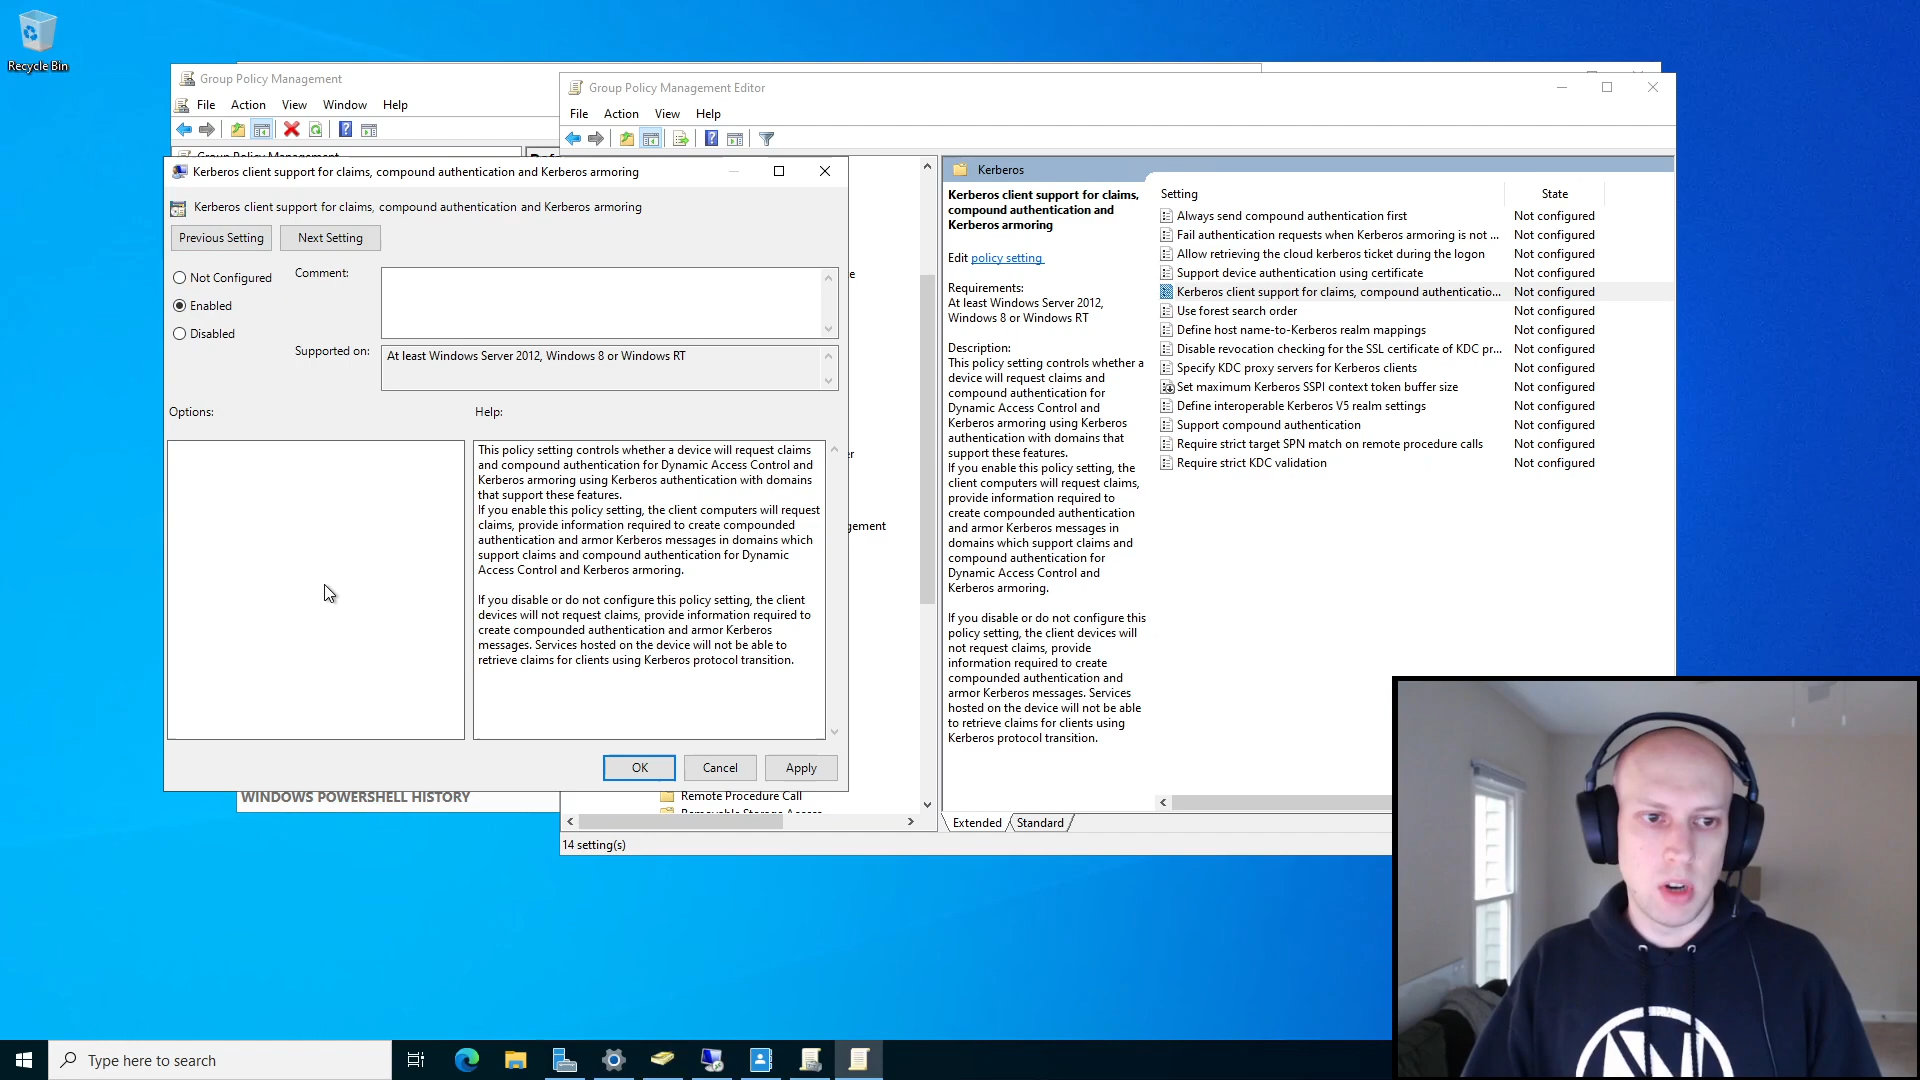 Recycle Bin
Group Policy Management
File Action View Window Help
Group Policy Management Editor
File Action View Help
Kerberos client support for claims, compound authentication and Kerberos armoring
Kerberos client support for claims, compound authentication and Kerberos armoring
Previous Setting
Next Setting
Not Configured
Enabled
Disabled
Comment:
Supported on:
At least Windows Server 2012, Windows 8 or Windows RT
Options:
Help:
This policy setting controls whether a device will request claims
and compound authentication for Dynamic Access Control and
Kerberos armoring using Kerberos authentication with domains
that support these features.
If you enable this policy setting, the client computers will request
claims, provide information required to create compounded
authentication and armor Kerberos messages in domains which
support claims and compound authentication for Dynamic
Access Control and Kerberos armoring.
If you disable or do not configure this policy setting, the client
devices will not request claims, provide information required to
create compounded authentication and armor Kerberos
messages. Services hosted on the device will not be able to
retrieve claims for clients using Kerberos protocol transition.
OK
Cancel
Apply
WINDOWS POWERSHELL HISTORY
Remote Procedure Call
14 setting(s)
Kerberos
Kerberos client support for claims,
compound authentication and
Kerberos armoring
Edit policy setting
Requirements:
At least Windows Server 2012,
Windows 8 or Windows RT
Description:
This policy setting controls whether a
device will request claims and
compound authentication for
Dynamic Access Control and
Kerberos armoring using Kerberos
authentication with domains that
support these features.
If you enable this policy setting, the
client computers will request claims,
provide information required to
create compounded authentication
and armor Kerberos messages in
domains which support claims and
compound authentication for
Dynamic Access Control and
Kerberos armoring.
If you disable or do not configure this
policy setting, the client devices will
not request claims, provide
information required to create
compounded authentication and
armor Kerberos messages. Services
hosted on the device will not be able
to retrieve claims for clients using
Kerberos protocol transition.
Extended
Standard
Setting State
Always send compound authentication first Not configured
Fail authentication requests when Kerberos armoring is not ... Not configured
Allow retrieving the cloud kerberos ticket during the logon Not configured
Support device authentication using certificate Not configured
Kerberos client support for claims, compound authenticatio... Not configured
Use forest search order Not configured
Define host name-to-Kerberos realm mappings Not configured
Disable revocation checking for the SSL certificate of KDC pr... Not configured
Specify KDC proxy servers for Kerberos clients Not configured
Set maximum Kerberos SSPI context token buffer size Not configured
Define interoperable Kerberos V5 realm settings Not configured
Support compound authentication Not configured
Require strict target SPN match on remote procedure calls Not configured
Require strict KDC validation Not configured
Type here to search